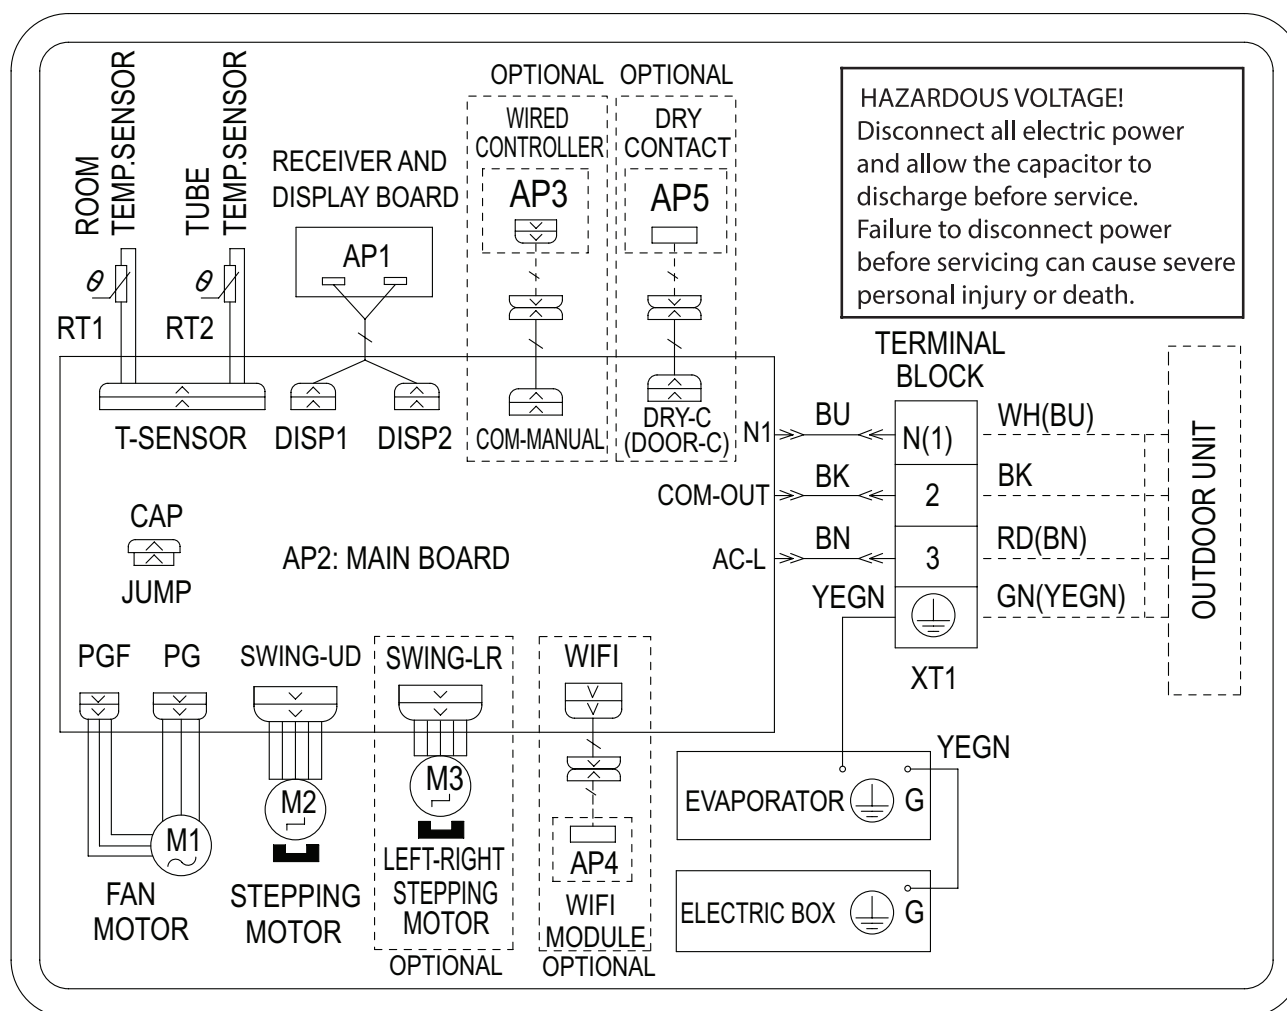 OPTIONAL
OPTIONAL
ROOM
TEMP.SENSOR
TUBE
TEMP.SENSOR
RECEIVER AND
DISPLAY BOARD
WIRED
CONTROLLER
DRY
CONTACT
HAZARDOUS VOLTAGE!
Disconnect all electric power
and allow the capacitor to
discharge before service.
Failure to disconnect power
before servicing can cause severe
personal injury or death.
AP3
AP5
AP1
θ
RT1
θ
RT2
TERMINAL
BLOCK
T-SENSOR
DISP1
DISP2
COM-MANUAL
DRY-C
(DOOR-C)
N1
BU
N(1)
WH(BU)
COM-OUT
BK
2
BK
AC-L
BN
3
RD(BN)
YEGN
GN(YEGN)
XT1
OUTDOOR UNIT
CAP
JUMP
AP2: MAIN BOARD
PGF
PG
SWING-UD
SWING-LR
WIFI
M1
M2
M3
AP4
FAN
MOTOR
STEPPING
MOTOR
LEFT-RIGHT
STEPPING
MOTOR
OPTIONAL
WIFI
MODULE
OPTIONAL
YEGN
EVAPORATOR
G
ELECTRIC BOX
G